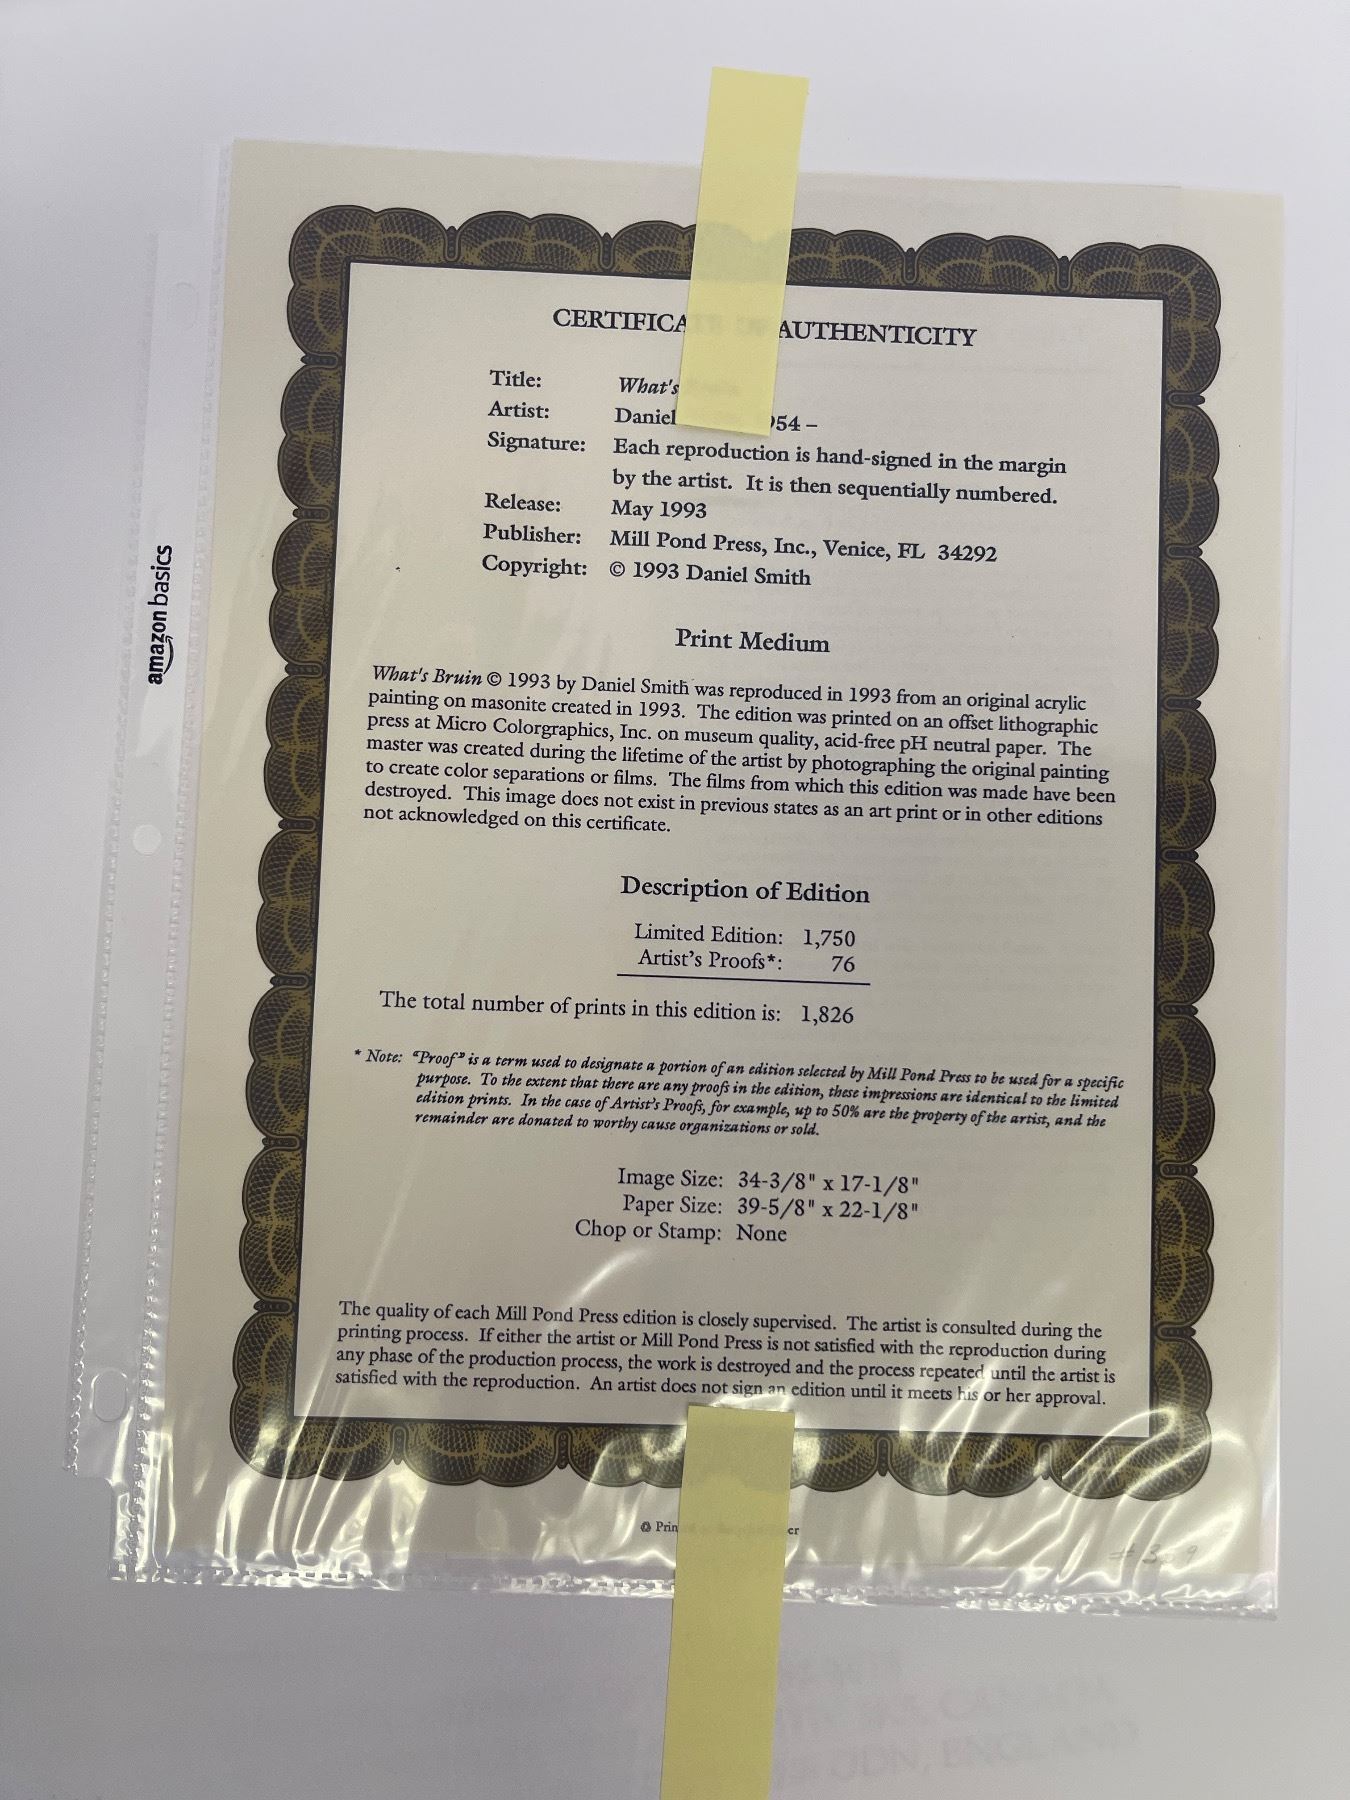 CERTIFICA AUTHENTICITY
Title: What's
Artist: Daniel 954 –
Signature: Each reproduction is hand-signed in the margin
by the artist. It is then sequentially numbered.
Release: May 1993
Publisher: Mill Pond Press, Inc., Venice, FL 34292
Copyright: © 1993 Daniel Smith
amazon basics
Print Medium
What's Bruin © 1993 by Daniel Smith was reproduced in 1993 from an original acrylic
painting on masonite created in 1993. The edition was printed on an offset lithographic
press at Micro Colorgraphics, Inc. on museum quality, acid-free pH neutral paper. The
master was created during the lifetime of the artist by photographing the original painting
to create color separations or films. The films from which this edition was made have been
destroyed. This image does not exist in previous states as an art print or in other editions
not acknowledged on this certificate.
Description of Edition
Limited Edition: 1,750
Artist's Proofs*: 76
The total number of prints in this edition is: 1,826
* Note: "Proof" is a term used to designate a portion of an edition selected by Mill Pond Press to be used for a specific
purpose. To the extent that there are any proofs in the edition, these impressions are identical to the limited
edition prints. In the case of Artist's Proofs, for example, up to 50% are the property of the artist, and the
remainder are donated to worthy cause organizations or sold.
Image Size: 34-3/8" x 17-1/8"
Paper Size: 39-5/8" x 22-1/8"
Chop or Stamp: None
The quality of each Mill Pond Press edition is closely supervised. The artist is consulted during the
printing process. If either the artist or Mill Pond Press is not satisfied with the reproduction during
any phase of the production process, the work is destroyed and the process repeated until the artist is
satisfied with the reproduction. An artist does not sign an edition until it meets his or her approval.
Prin er
ENGLAND